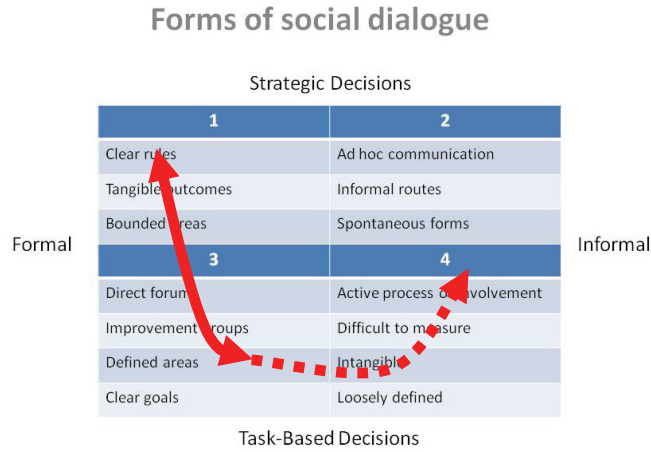 Forms of social dialogue
Strategic Decisions
1 2
Clear rules Ad hoc communication
Tangible outcomes Informal routes
Bounded areas Spontaneous forms
Formal Informal
3 4
Direct forum Active process of involvement
Improvement groups Difficult to measure
Defined areas Intangible
Clear goals Loosely defined
Task-Based Decisions